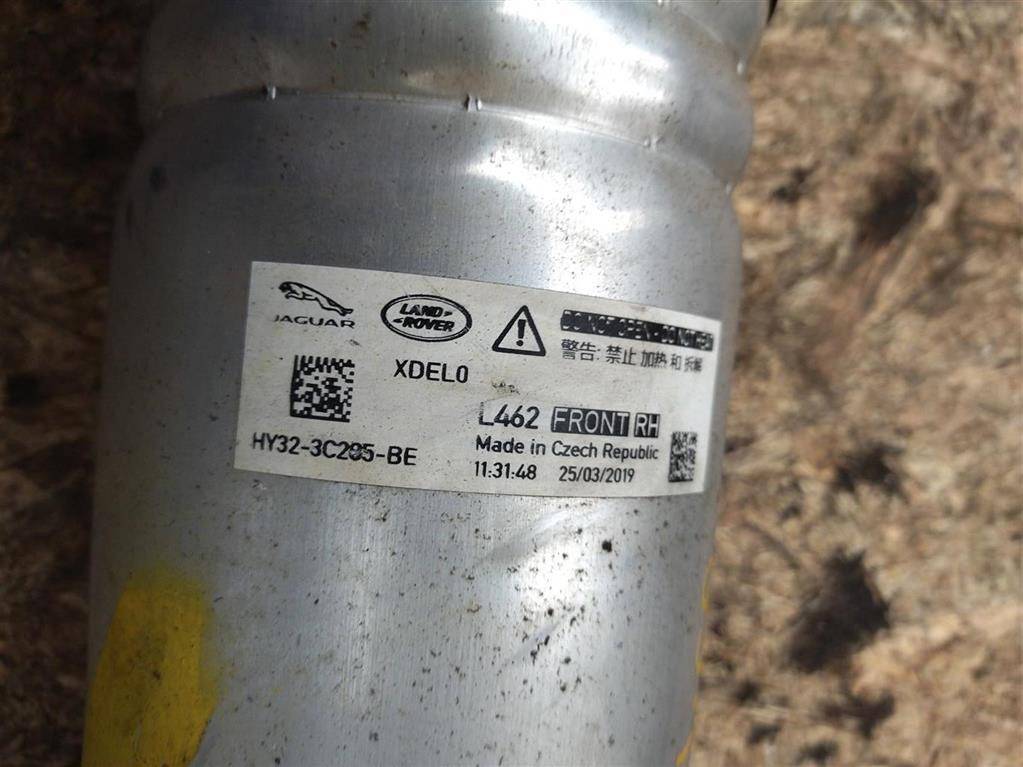 JAGUAR
LAND ROVER
DO NOT OPEN - DO NOT HEAT
警告: 禁止 加热 和 拆解
XDEL0
L462 FRONT RH
HY32-3C285-BE
Made in Czech Republic
11:31:48 25/03/2019